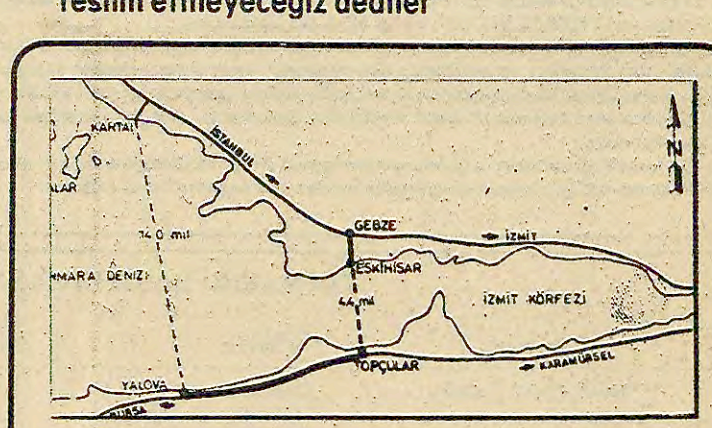 Teslim etmeyeceğiz dediler
KARTAL
İSTANBUL
ALAR
14.0 mil
GEBZE
İZMİT
ESKİHİSAR
MARA DENİZİ
4.4 mil
İZMİT KÖRFEZİ
N
TOPÇULAR
KARAMÜRSEL
YALOVA
BURSA